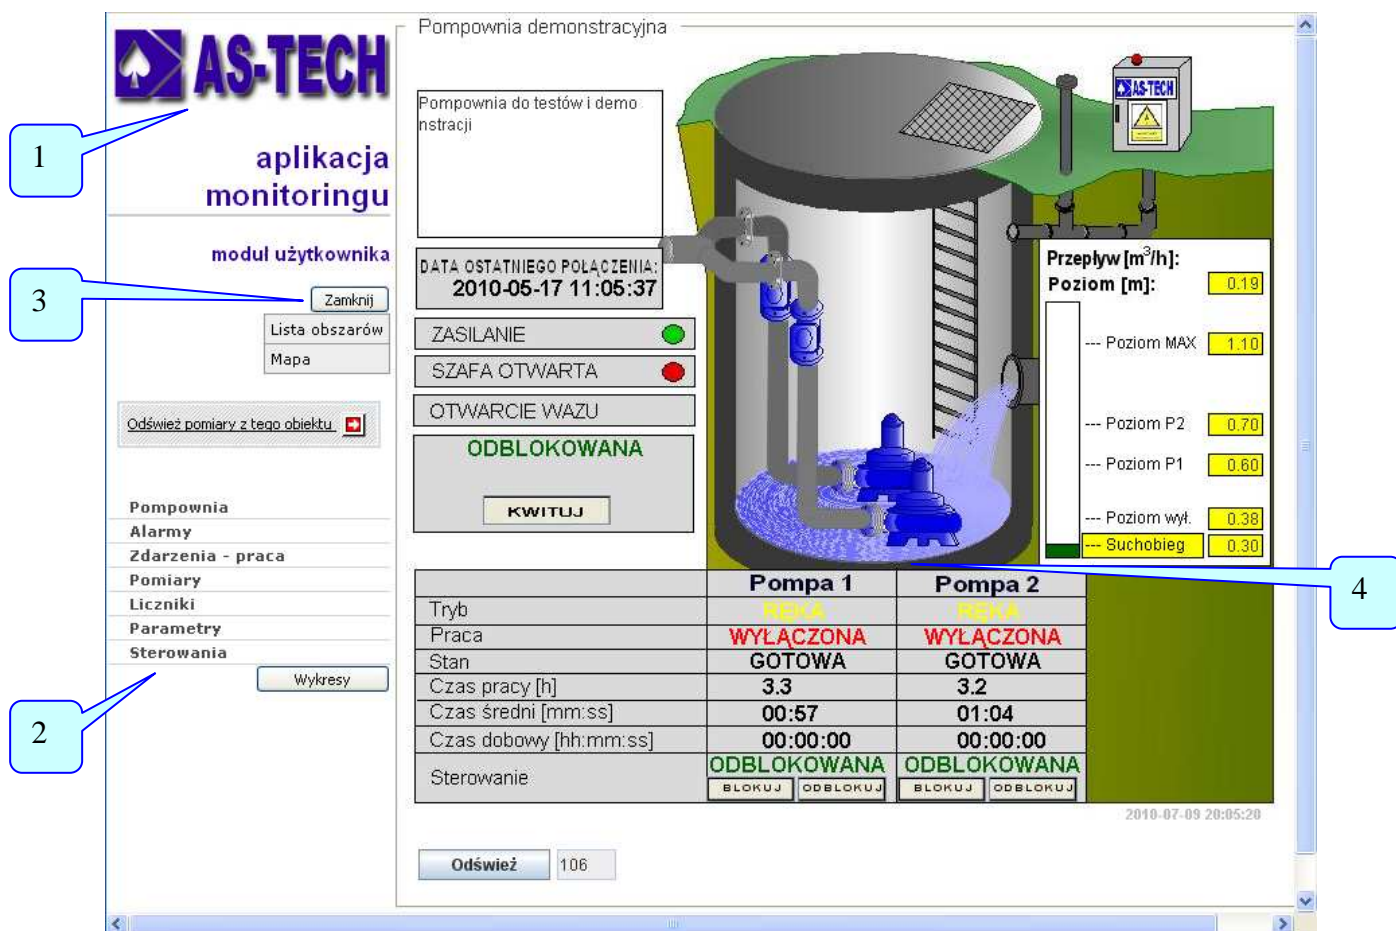 AS-TECH
aplikacja
monitoringu
moduł użytkownika
Zamknij
Lista obszarów
Mapa
Odśwież pomiary z tego obiektu
Pompownia
Alarmy
Zdarzenia - praca
Pomiary
Liczniki
Parametry
Sterowania
Wykresy
1
3
2
4
Pompownia demonstracyjna
Pompownia do testów i demo
nstracji
DATA OSTATNIEGO POŁĄCZENIA:
2010-05-17 11:05:37
ZASILANIE
SZAFA OTWARTA
OTWARCIE WAZU
ODBLOKOWANA
KWITUJ
AS-TECH
Przepływ [m³/h]:
Poziom [m]: 0.19
--- Poziom MAX 1.10
--- Poziom P2 0.70
--- Poziom P1 0.60
--- Poziom wył. 0.38
--- Suchobieg 0.30
Pompa 1 Pompa 2
Tryb RĘKA RĘKA
Praca WYŁĄCZONA WYŁĄCZONA
Stan GOTOWA GOTOWA
Czas pracy [h] 3.3 3.2
Czas średni [mm:ss] 00:57 01:04
Czas dobowy [hh:mm:ss] 00:00:00 00:00:00
Sterowanie ODBLOKOWANA ODBLOKOWANA
BLOKUJ ODBLOKUJ BLOKUJ ODBLOKUJ
2010-07-09 20:05:20
Odśwież 106